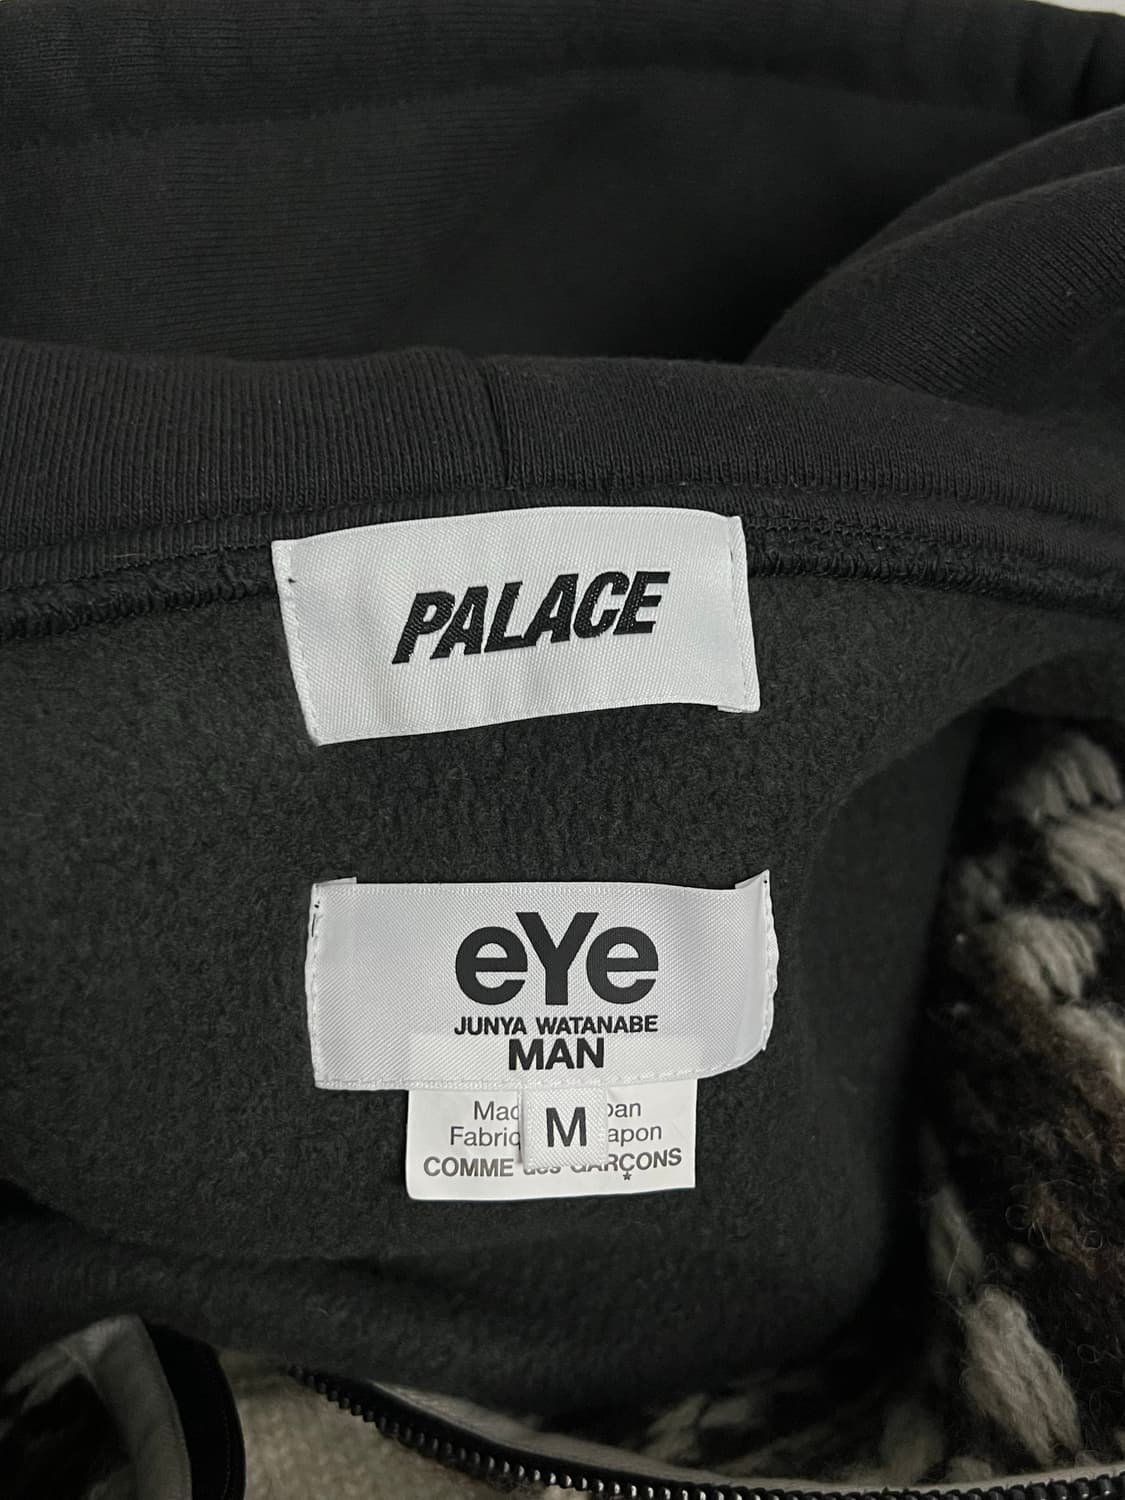 PALACE
eYe
JUNYA WATANABE
MAN
M
COMME des GARÇONS